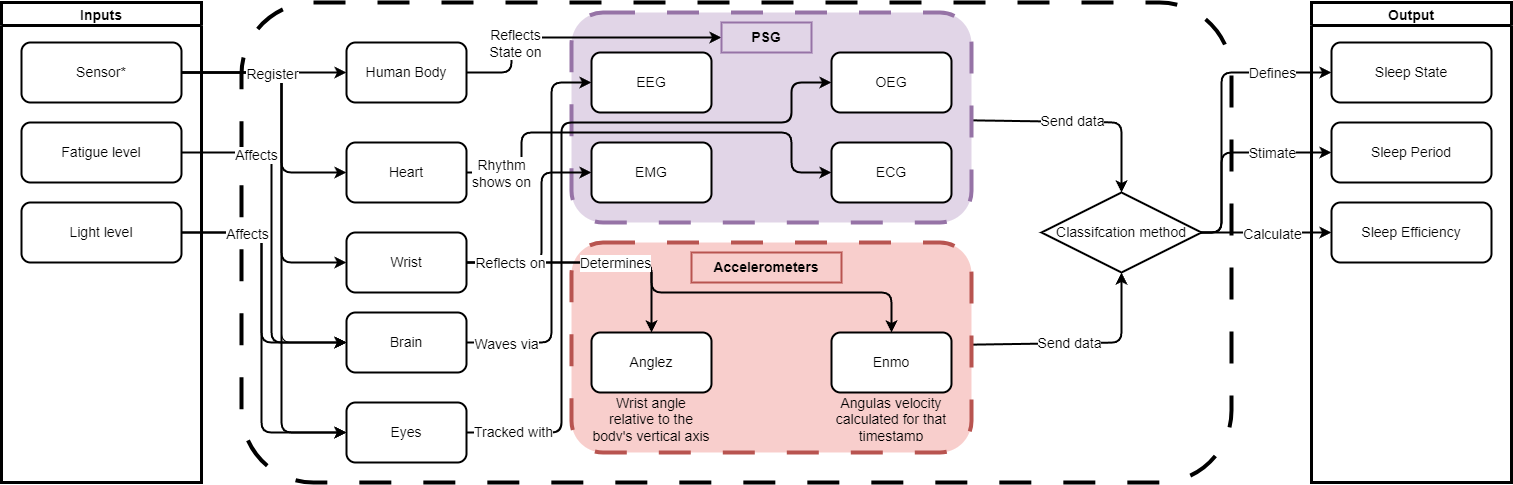 Inputs
Sensor*
Fatigue level
Light level
Register
Affects
Affects
Human Body
Heart
Wrist
Brain
Eyes
Reflects
State on
Rhythm
shows on
Reflects on
Waves via
Tracked with
PSG
EEG
OEG
EMG
ECG
Determines
Accelerometers
Anglez
Wrist angle
relative to the
body's vertical axis
Enmo
Angulas velocity
calculated for that
timestamp
Send data
Send data
Classifcation method
Defines
Stimate
Calculate
Output
Sleep State
Sleep Period
Sleep Efficiency